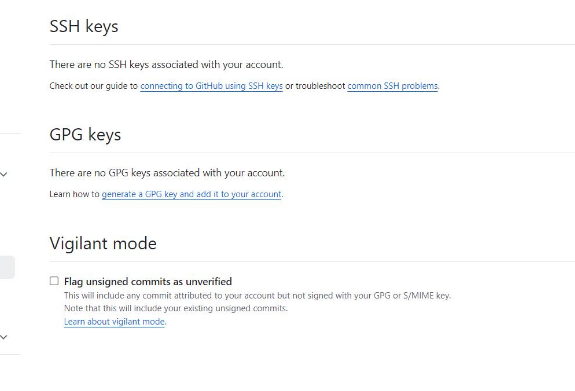 SSH keys
There are no SSH keys associated with your account.
Check out our guide to connecting to GitHub using SSH keys or troubleshoot common SSH problems.
GPG keys
There are no GPG keys associated with your account.
Learn how to generate a GPG key and add it to your account.
Vigilant mode
Flag unsigned commits as unverified
This will include any commit attributed to your account but not signed with your GPG or S/MIME key.
Note that this will include your existing unsigned commits.
Learn about vigilant mode.